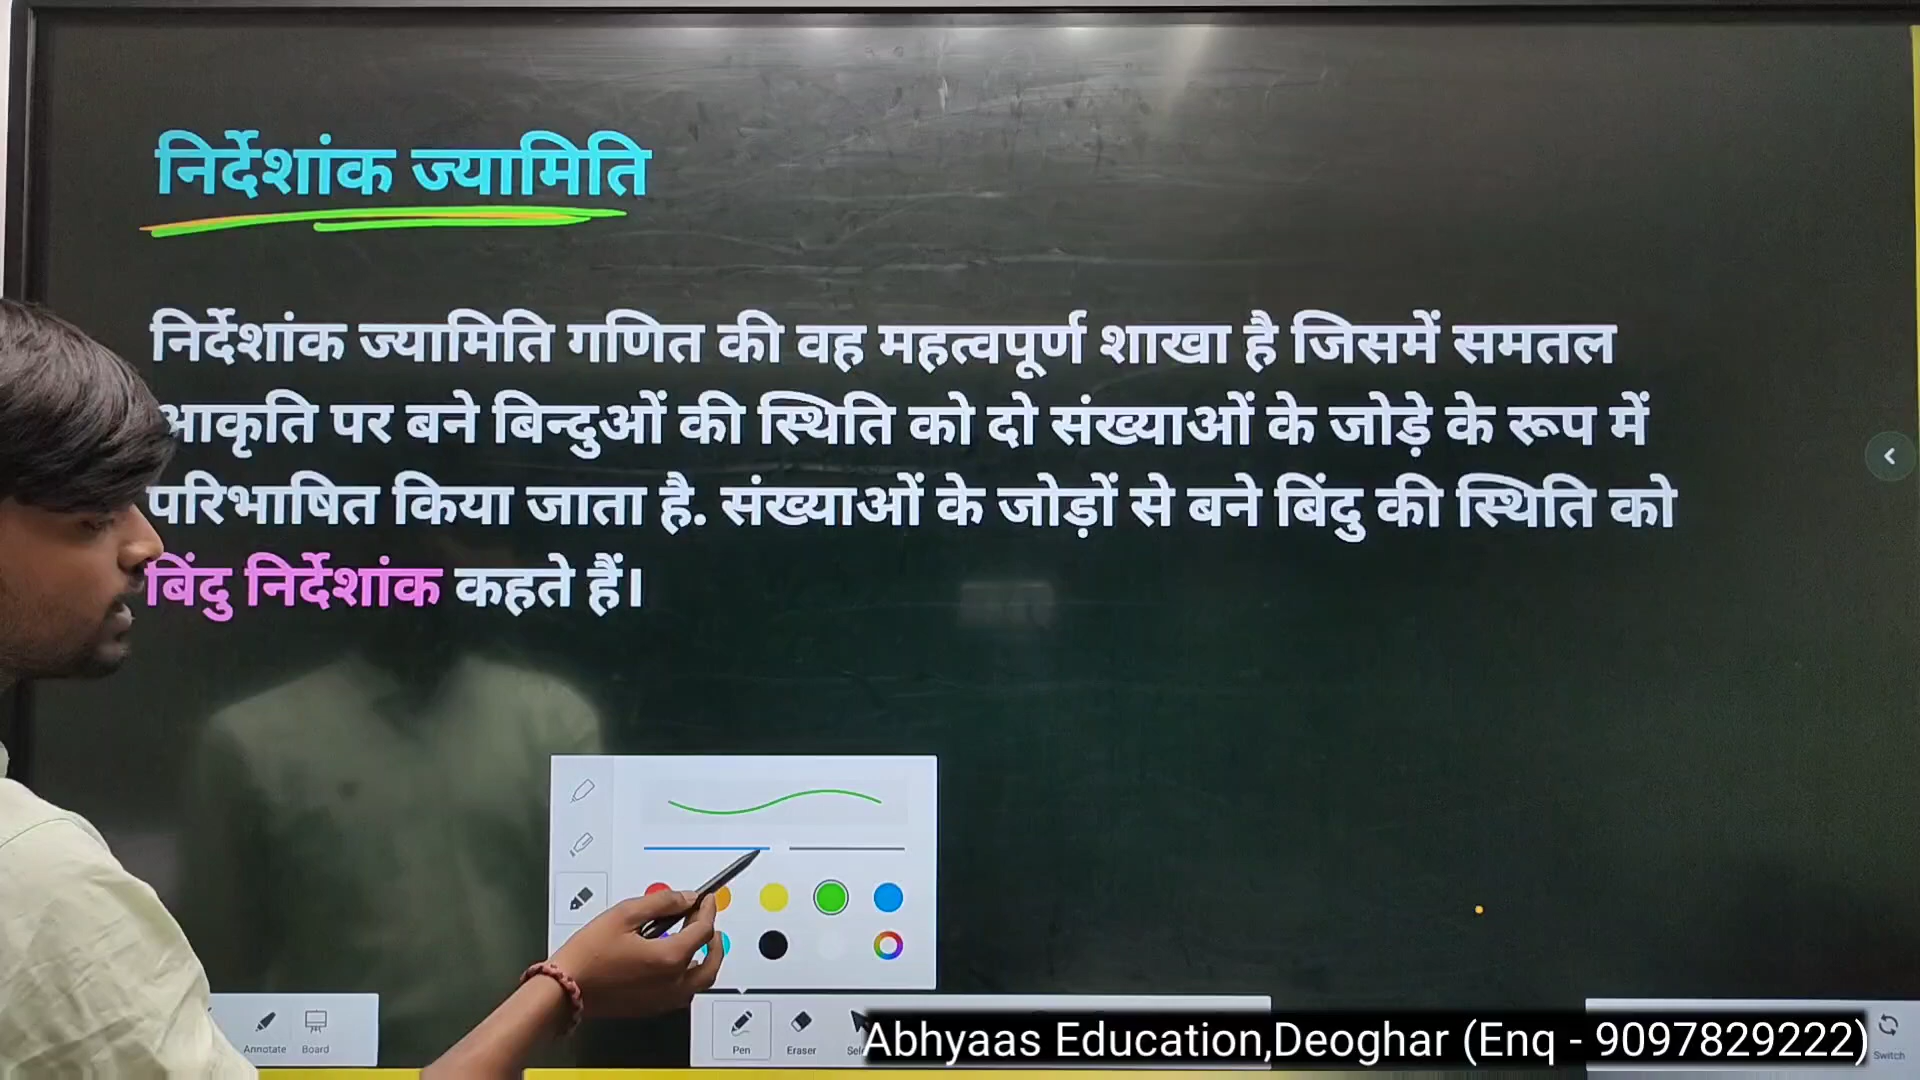 निर्देशांक ज्यामिति
निर्देशांक ज्यामिति गणित की वह महत्वपूर्ण शाखा है जिसमें समतल
आकृति पर बने बिन्दुओं की स्थिति को दो संख्याओं के जोड़े के रूप में
परिभाषित किया जाता है. संख्याओं के जोड़ों से बने बिंदु की स्थिति को
बिंदु निर्देशांक कहते हैं।
Annotate Board
Pen Eraser
Abhyaas Education,Deoghar (Enq - 9097829222)
Switch